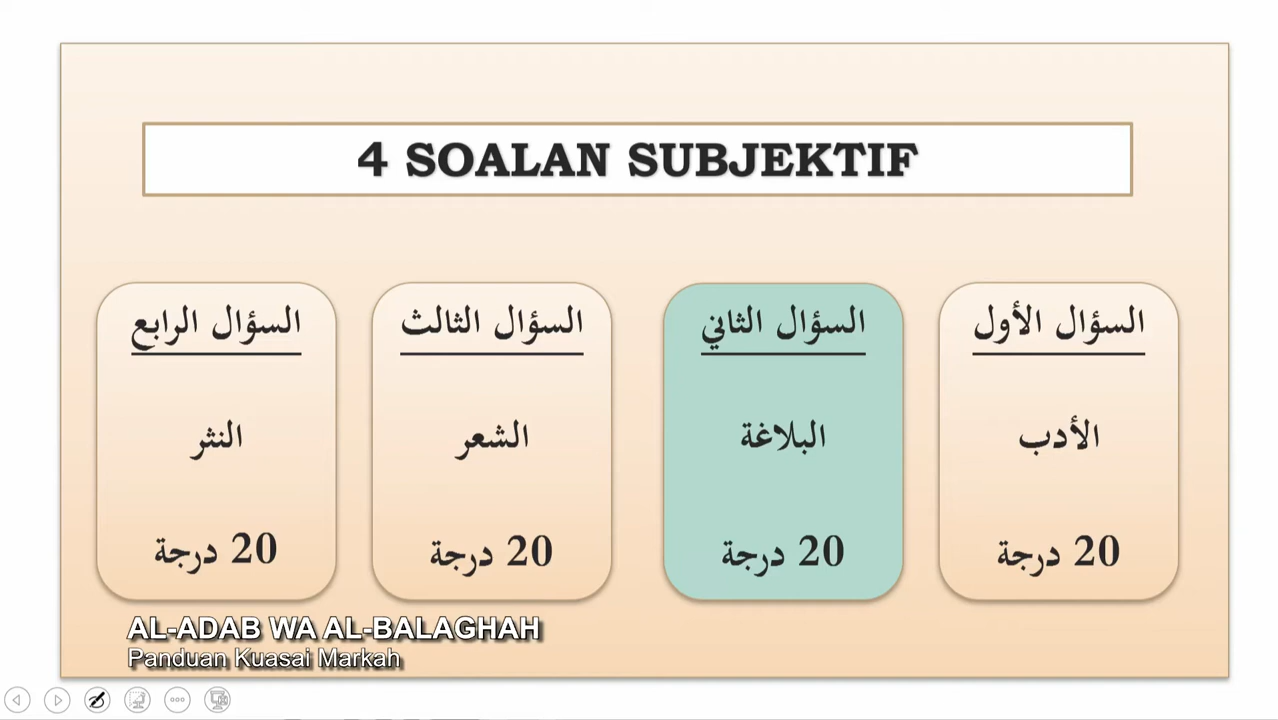 4 SOALAN SUBJEKTIF
السؤال الأول
الأدب
20 درجة
السؤال الثاني
البلاغة
20 درجة
السؤال الثالث
الشعر
20 درجة
السؤال الرابع
النثر
20 درجة
AL-ADAB WA AL-BALAGHAH
Panduan Kuasai Markah